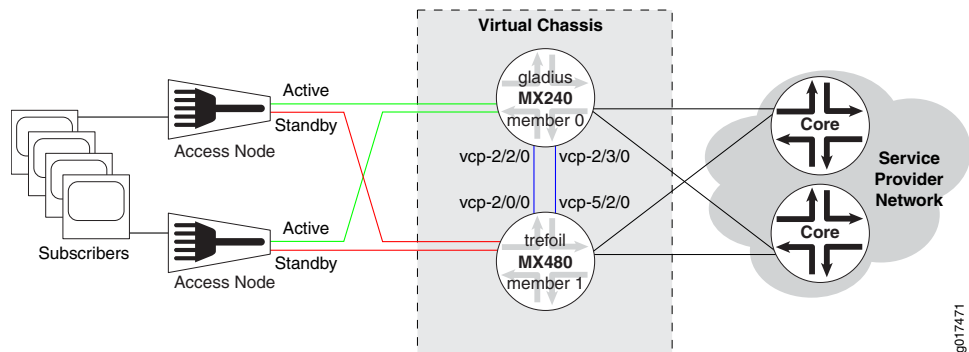 Virtual Chassis
gladius
MX240
member 0
Active
Standby
Access Node
Core
vcp-2/2/0
vcp-2/3/0
Service
Provider
Network
vcp-2/0/0
vcp-5/2/0
Subscribers
Active
Standby
Access Node
trefoil
MX480
member 1
Core
g017471